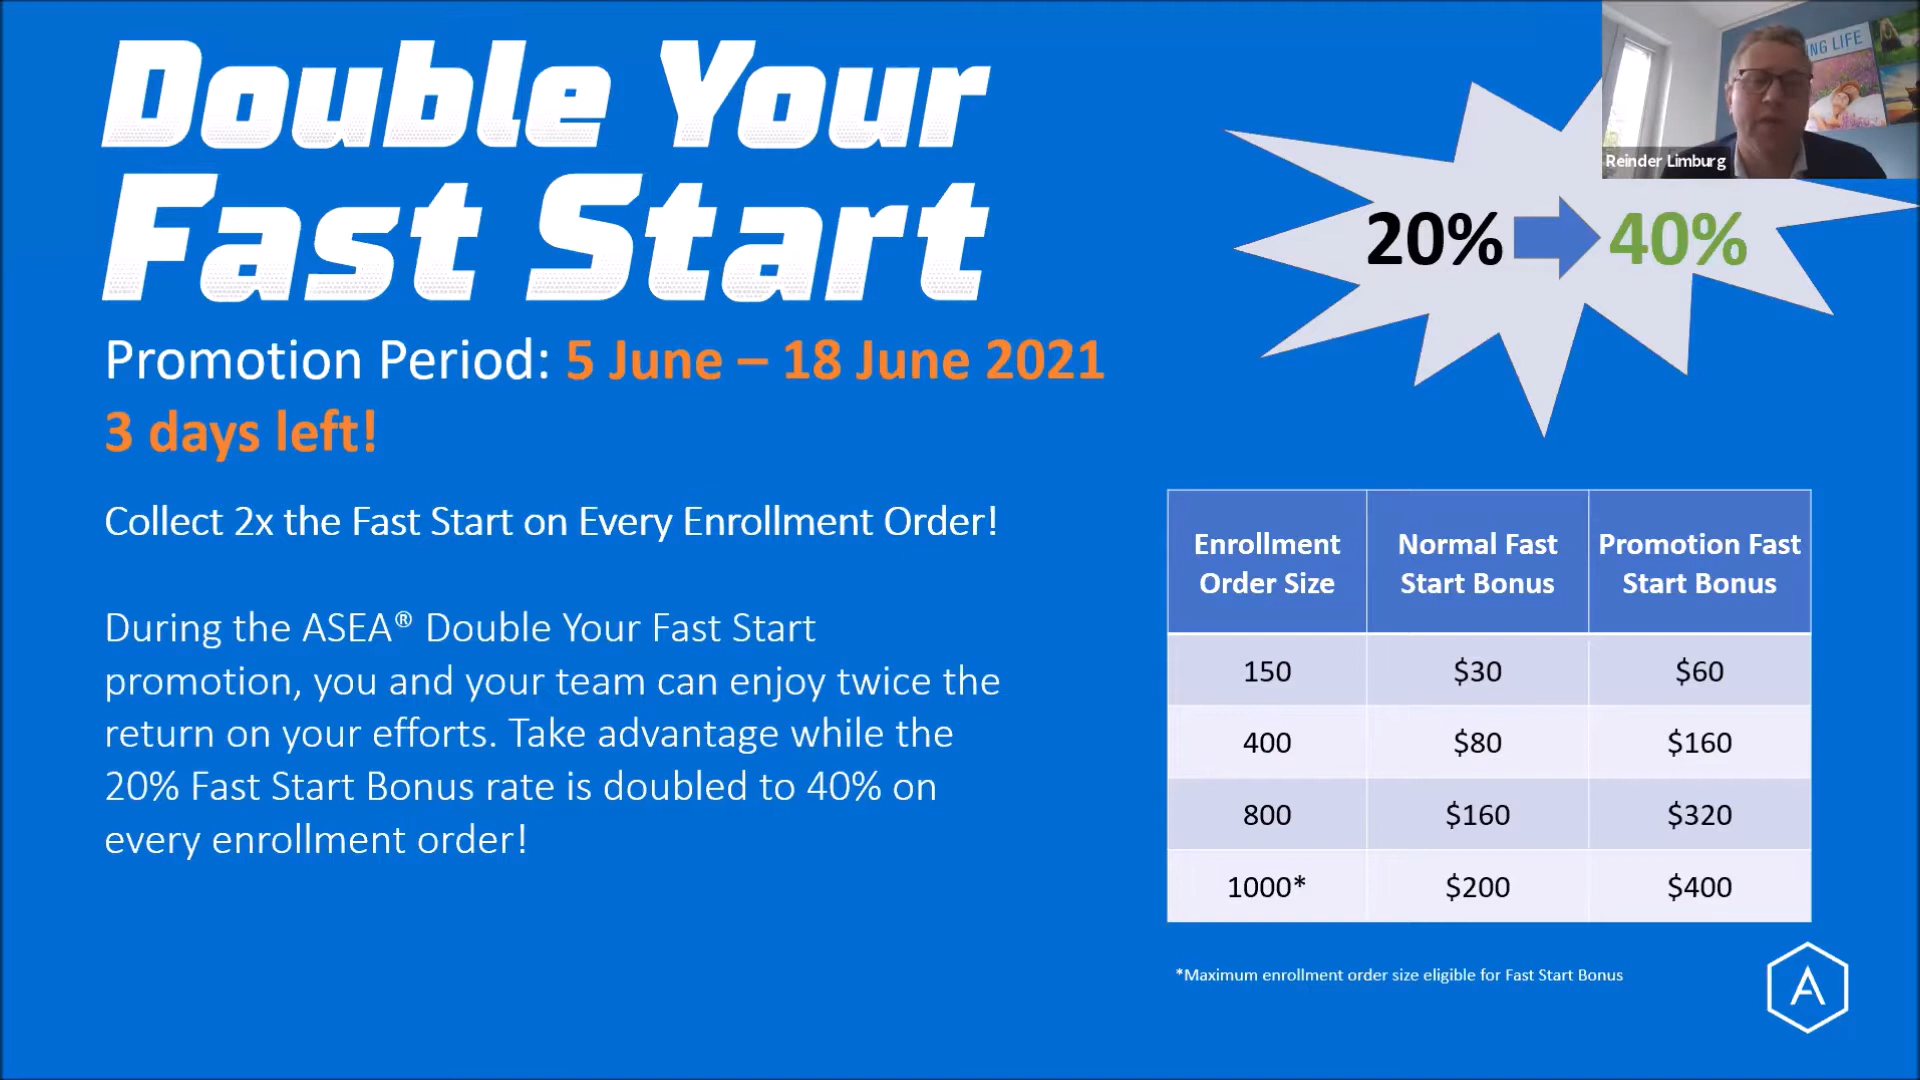 Double Your
Fast Start
Promotion Period: 5 June – 18 June 2021
3 days left!
Collect 2x the Fast Start on Every Enrollment Order!
During the ASEA® Double Your Fast Start
promotion, you and your team can enjoy twice the
return on your efforts. Take advantage while the
20% Fast Start Bonus rate is doubled to 40% on
every enrollment order!
NG LIFE
Reinder Limburg
20% 40%
Enrollment Order Size Normal Fast Start Bonus Promotion Fast Start Bonus
150 $30 $60
400 $80 $160
800 $160 $320
1000* $200 $400
*Maximum enrollment order size eligible for Fast Start Bonus
A